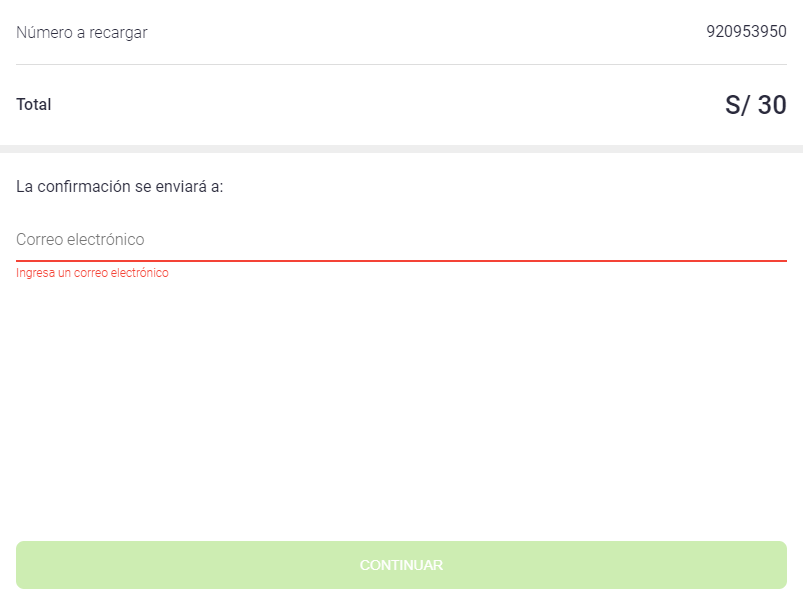 Número a recargar 920953950
Total S/ 30
La confirmación se enviará a:
Correo electrónico
Ingresa un correo electrónico
CONTINUAR